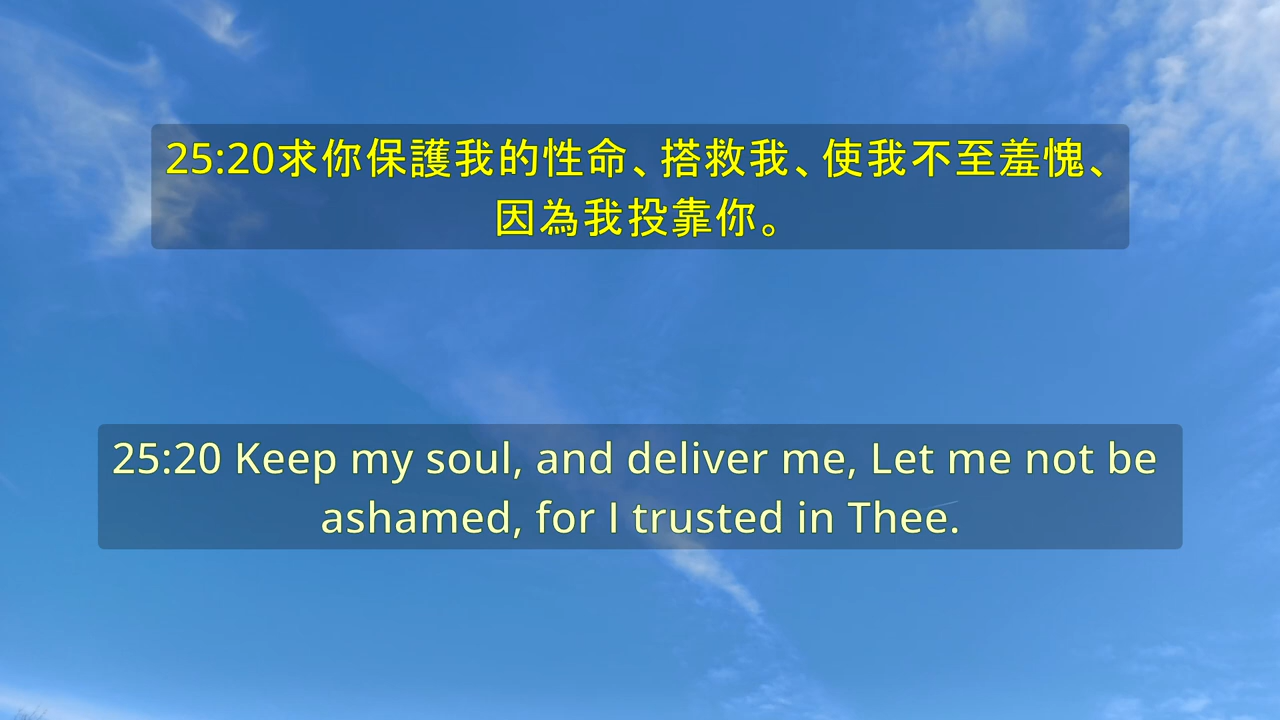 25:20求你保護我的性命、搭救我、使我不至羞愧、
因為我投靠你。
25:20 Keep my soul, and deliver me, Let me not be
ashamed, for I trusted in Thee.